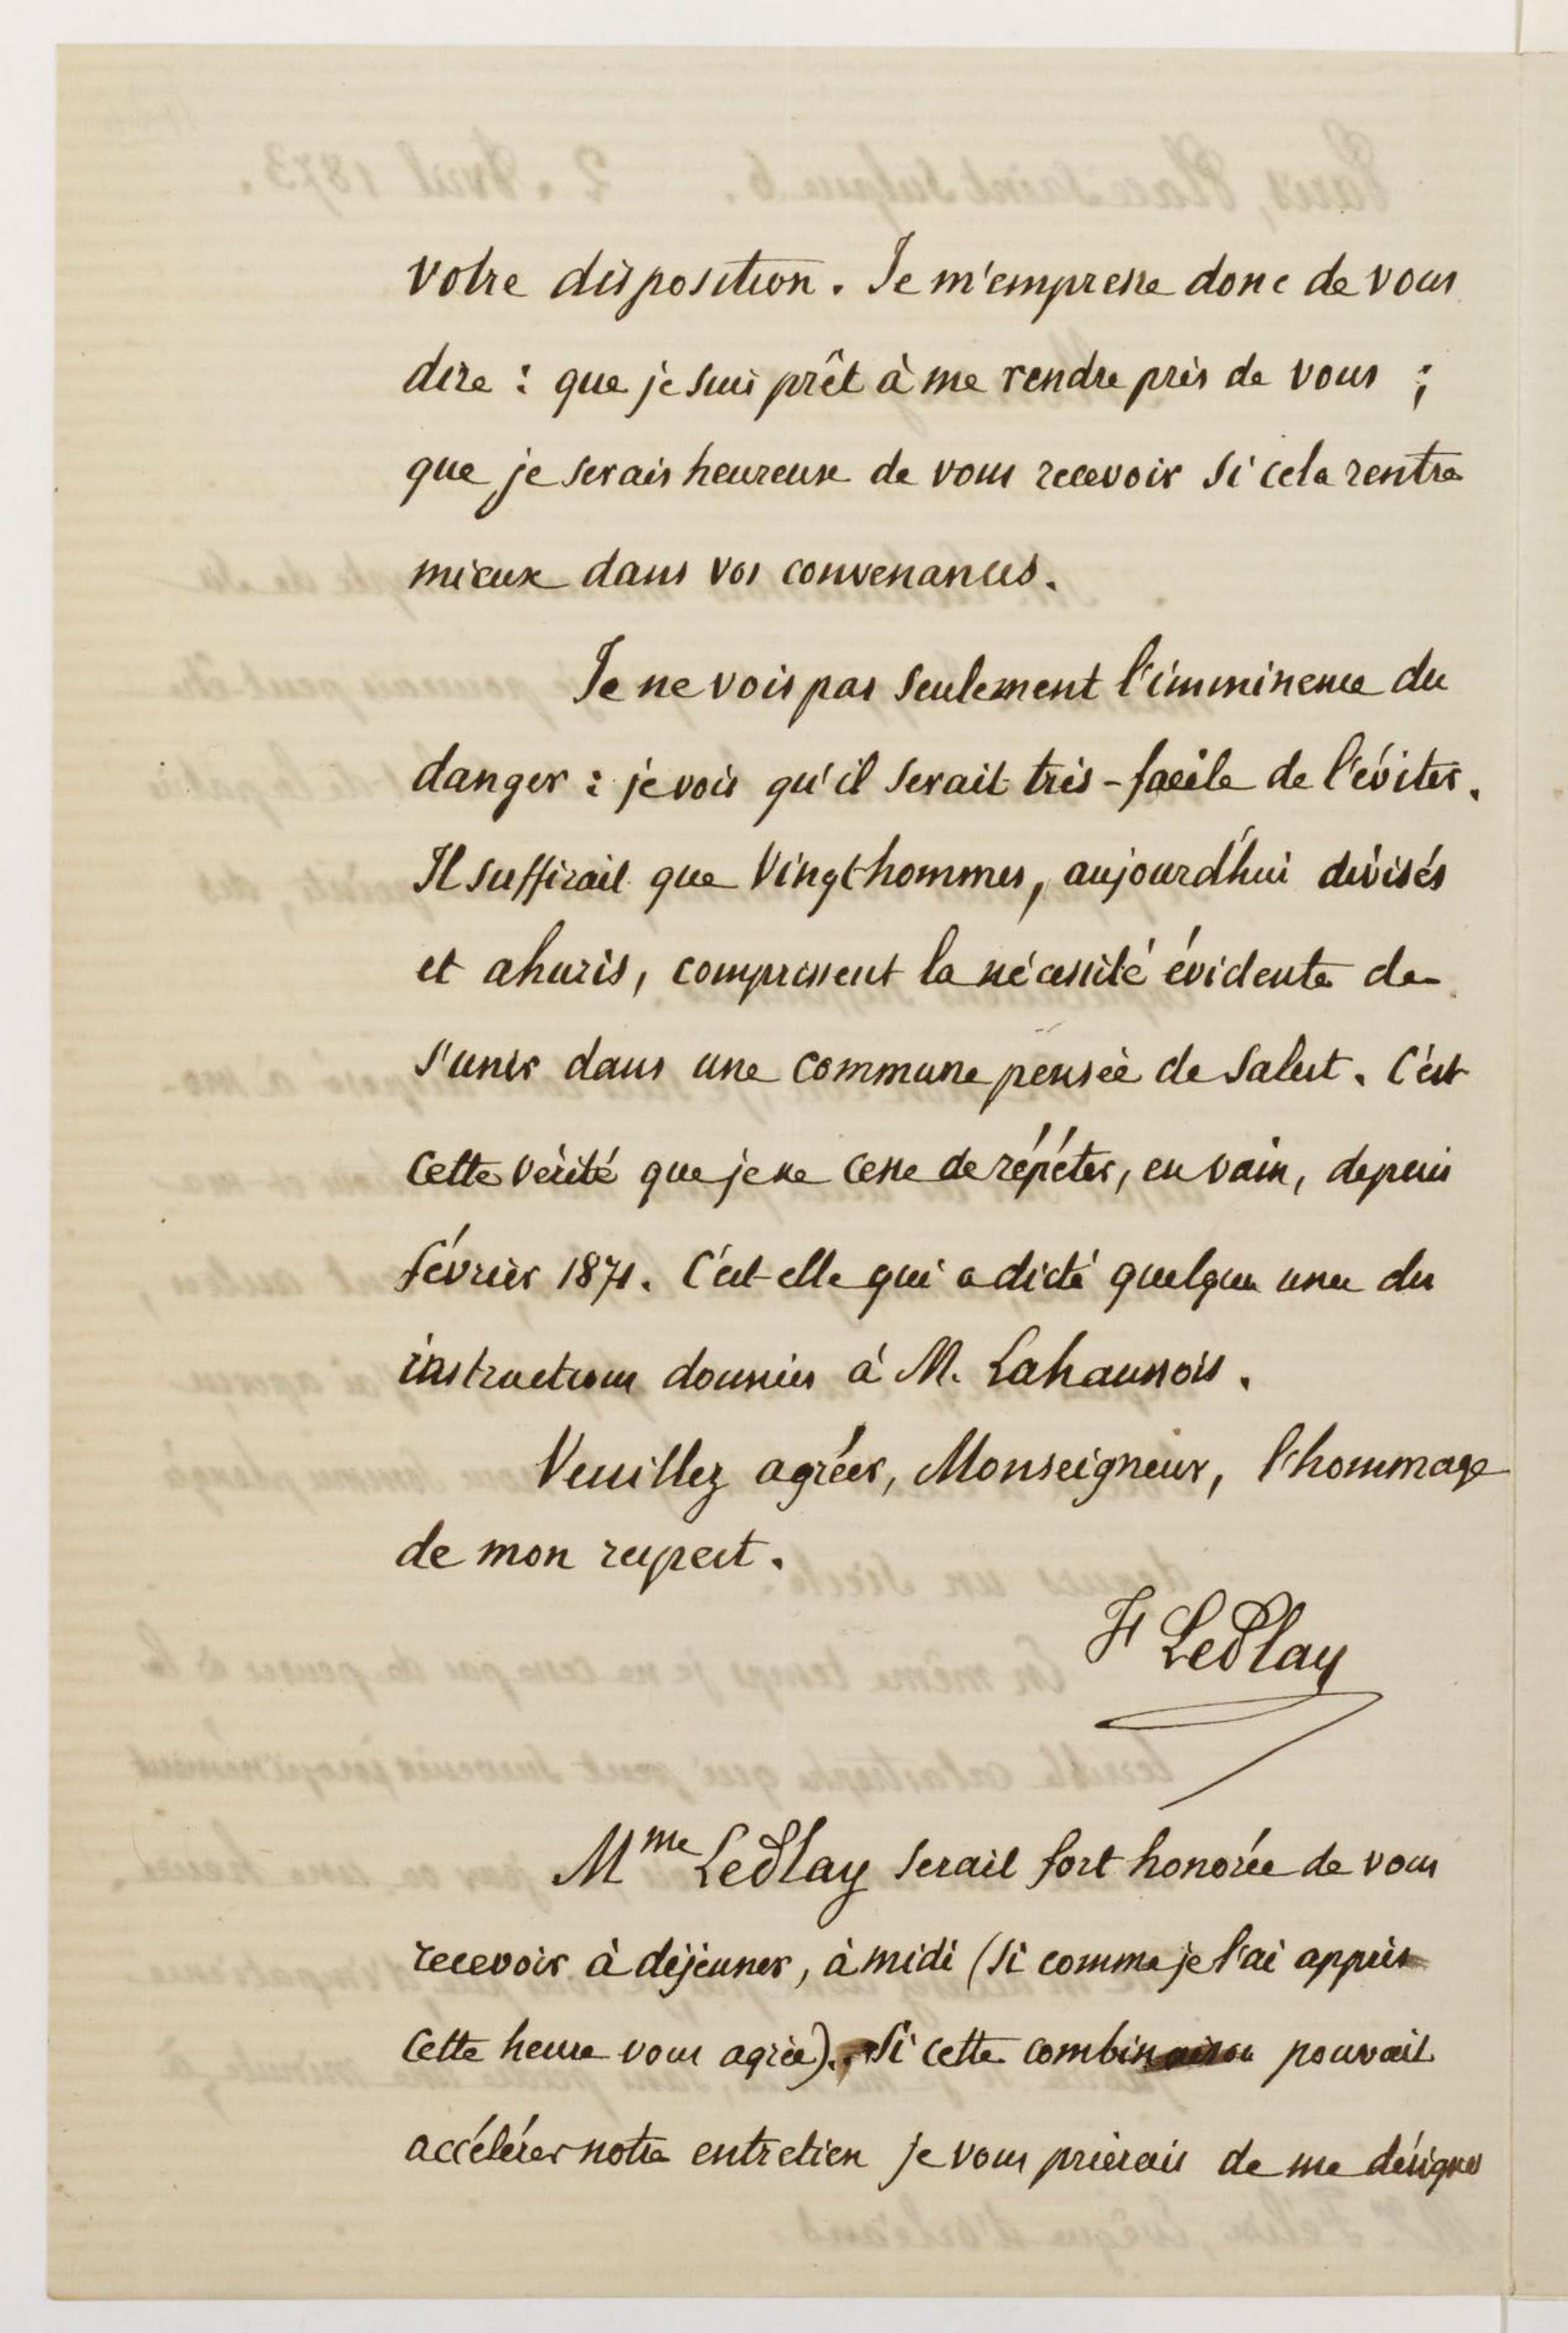 votre disposition. Je m'empresse donc de vous
dire : que je suis prêt à me rendre près de vous ;
que je serais heureux de vous recevoir si cela rentre
mieux dans vos convenances.
Je ne vois pas seulement l'imminence du
danger : je vois qu'il serait très-facile de l'éviter.
Il suffirait que vingt hommes, aujourd'hui divisés
et ahuris, comprissent la nécessité évidente de
s'unir dans une commune pensée de salut. C'est
cette vérité que je ne cesse de répéter, en vain, depuis
février 1871. C'est elle qui a dicté quelques unes des
instructions données à M. Lahaussois.
Veuillez agréer, Monseigneur, l'hommage
de mon respect.
F Le Play
Mme Le Play serait fort honorée de vous
recevoir à déjeuner, à midi (si comme je l'ai appris
cette heure vous agrée). Si cette combinaison pouvait
accélérer notre entretien je vous prierais de me désigner